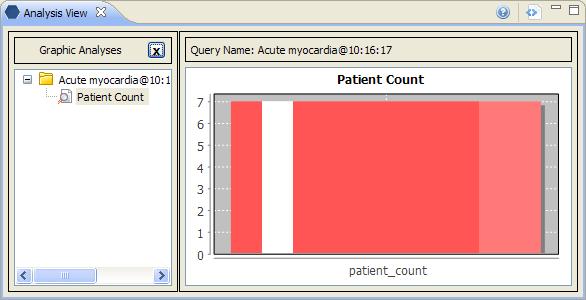 Analysis View
Graphic Analyses
x
Query Name: Acute myocardia@10:16:17
Acute myocardia@10:1
Patient Count
Patient Count
7
6
5
4
3
2
1
0
patient_count